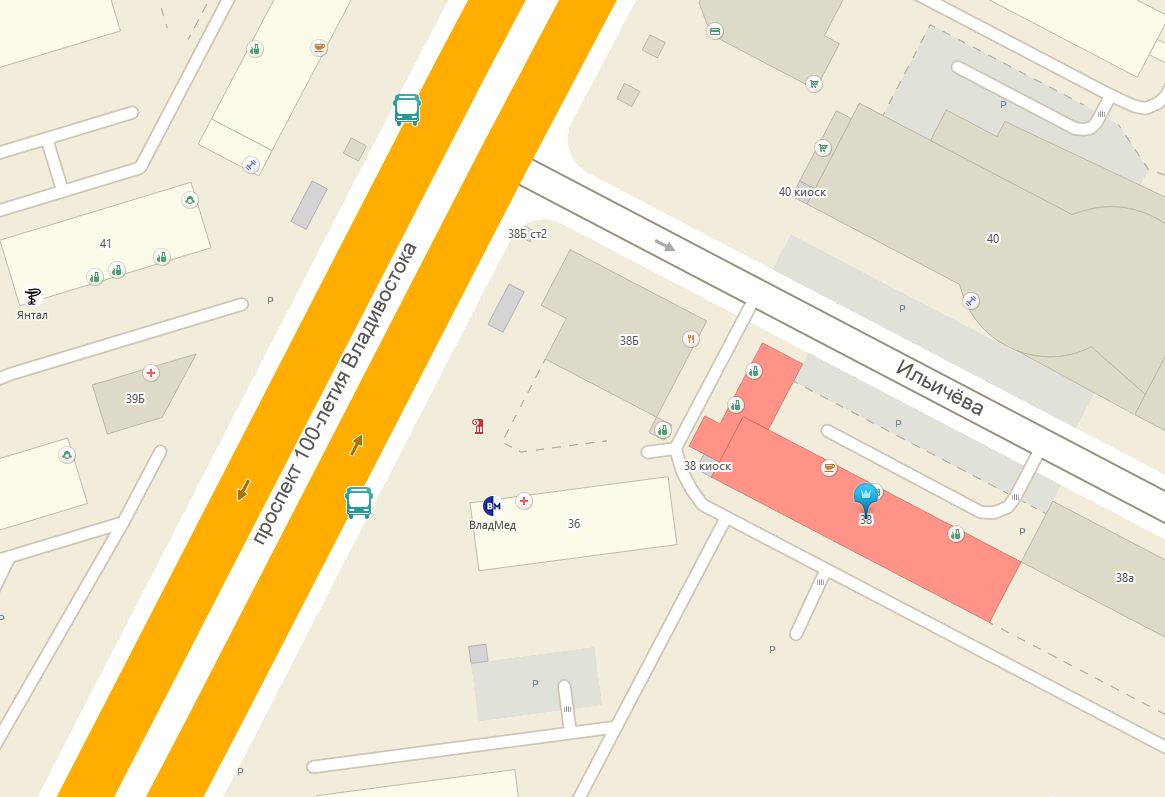 P
40 киоск
38Б ст2
40
41
P
Янтал
P
38Б
проспект 100-летия Владивостока
Ильичёва
39Б
P
38 киоск
ВладМед
36
38
P
38а
P
P
P
P